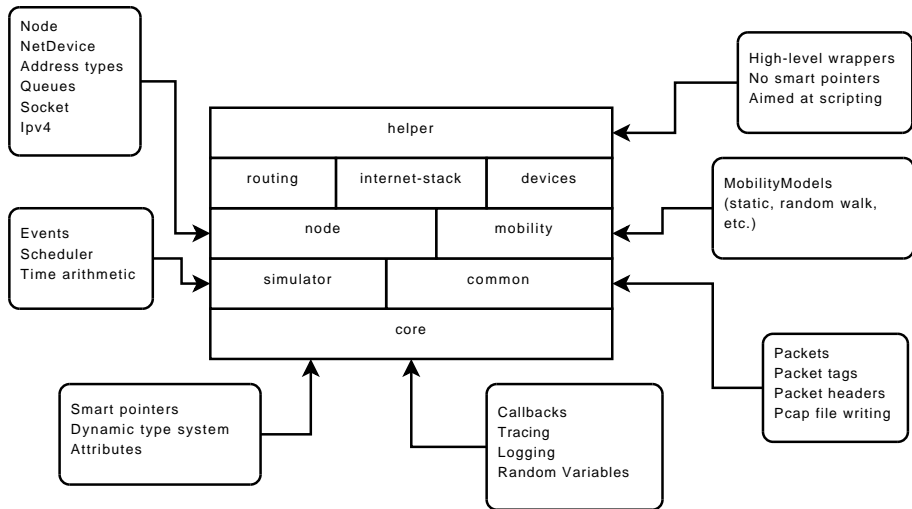 Node
NetDevice
Address types
Queues
Socket
Ipv4
High-level wrappers
No smart pointers
Aimed at scripting
helper
routing
internet-stack
devices
node
mobility
simulator
common
core
MobilityModels
(static, random walk,
etc.)
Events
Scheduler
Time arithmetic
Packets
Packet tags
Packet headers
Pcap file writing
Smart pointers
Dynamic type system
Attributes
Callbacks
Tracing
Logging
Random Variables